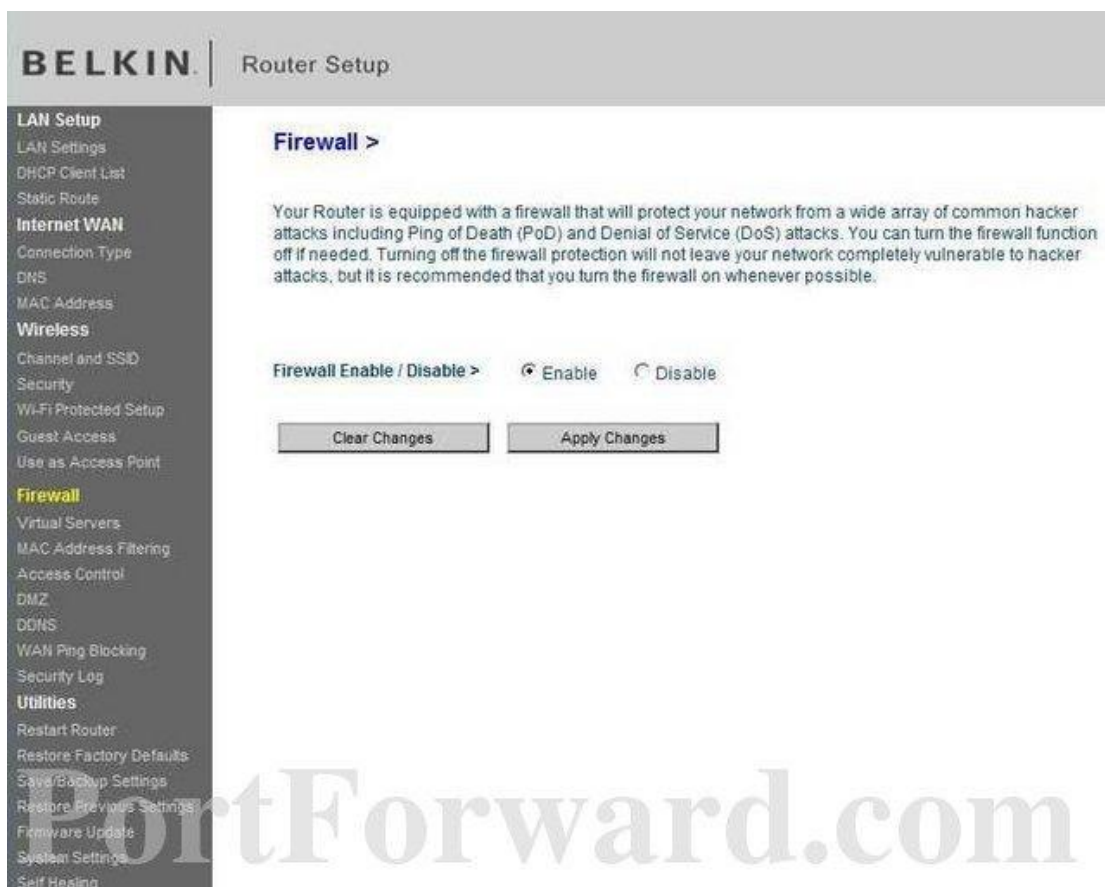 BELKIN.
Router Setup
LAN Setup
LAN Settings
DHCP Client List
Static Route
Internet WAN
Connection Type
DNS
MAC Address
Wireless
Channel and SSID
Security
Wi-Fi Protected Setup
Guest Access
Use as Access Point
Firewall
Virtual Servers
MAC Address Filtering
Access Control
DMZ
DDNS
WAN Ping Blocking
Security Log
Utilities
Restart Router
Restore Factory Defaults
Save/Backup Settings
Restore Previous Settings
Firmware Update
System Settings
Self Healing
Firewall >
Your Router is equipped with a firewall that will protect your network from a wide array of common hacker
attacks including Ping of Death (PoD) and Denial of Service (DoS) attacks. You can turn the firewall function
off if needed. Turning off the firewall protection will not leave your network completely vulnerable to hacker
attacks, but it is recommended that you turn the firewall on whenever possible.
Firewall Enable / Disable > Enable Disable
Clear Changes Apply Changes
PortForward.com